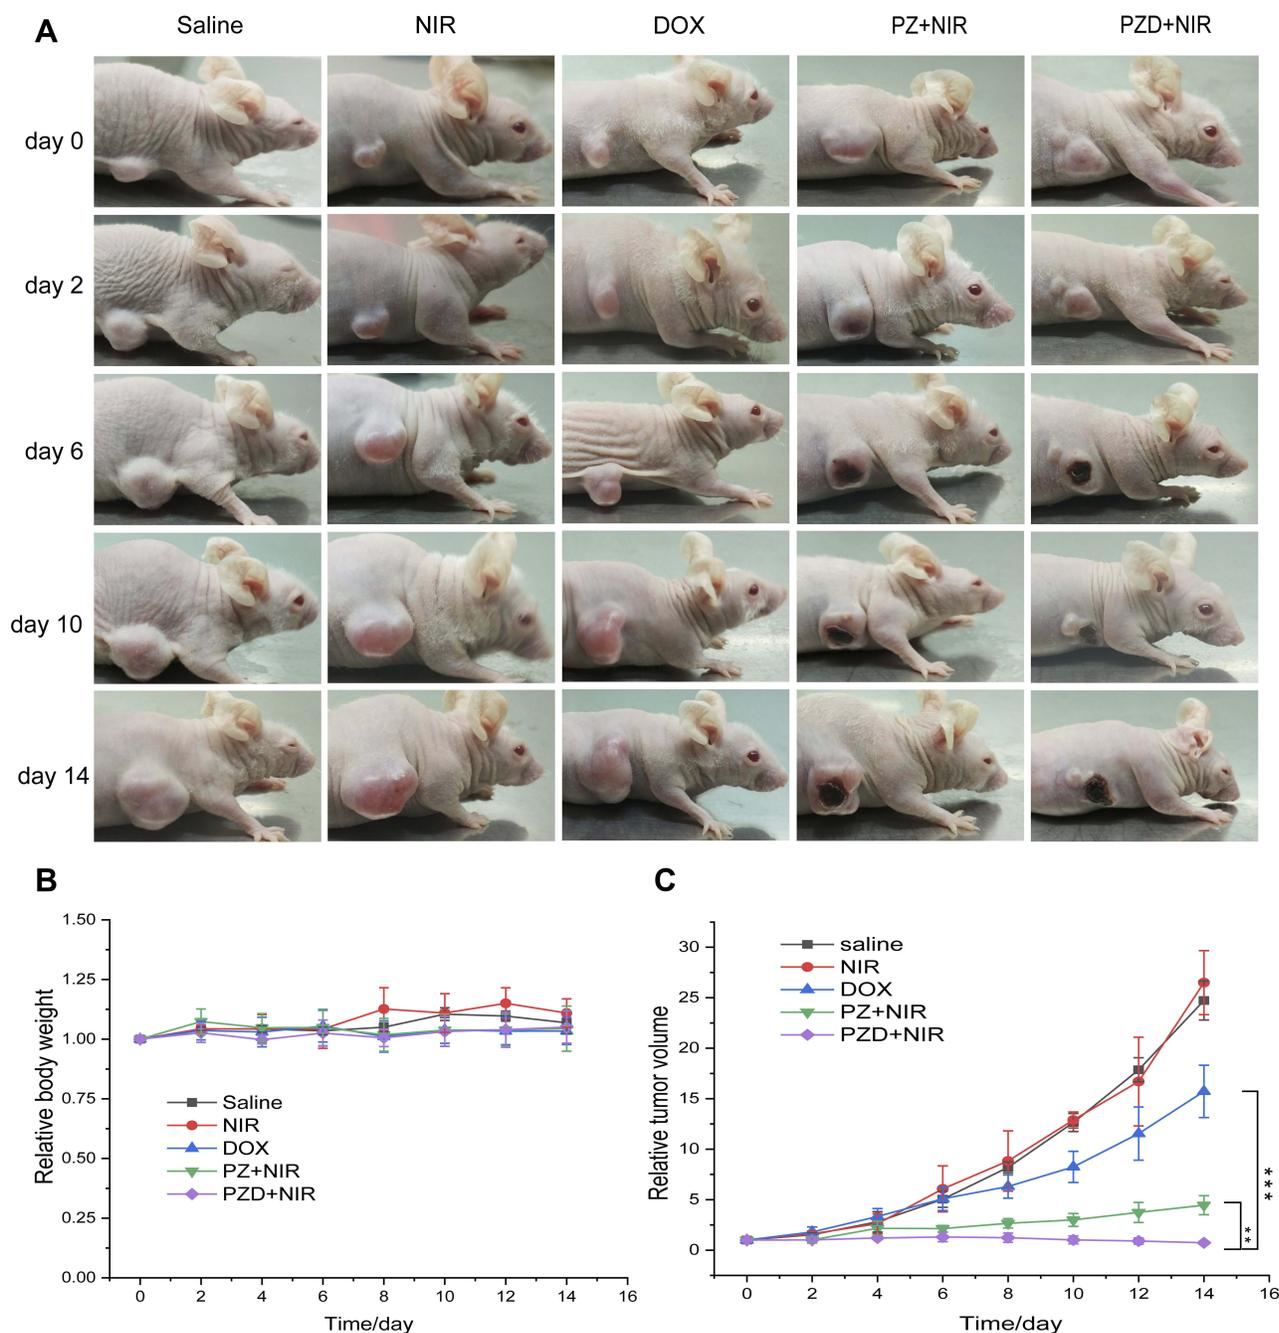 A
Saline NIR DOX PZ+NIR PZD+NIR
day 0
day 2
day 6
day 10
day 14
B
Relative body weight
1.50
1.25
1.00
0.75
0.50
0.25
0.00
Saline
NIR
DOX
PZ+NIR
PZD+NIR
0 2 4 6 8 10 12 14 16
Time/day
C
Relative tumor volume
30
25
20
15
10
5
0
saline
NIR
DOX
PZ+NIR
PZD+NIR
***
**
0 2 4 6 8 10 12 14 16
Time/day